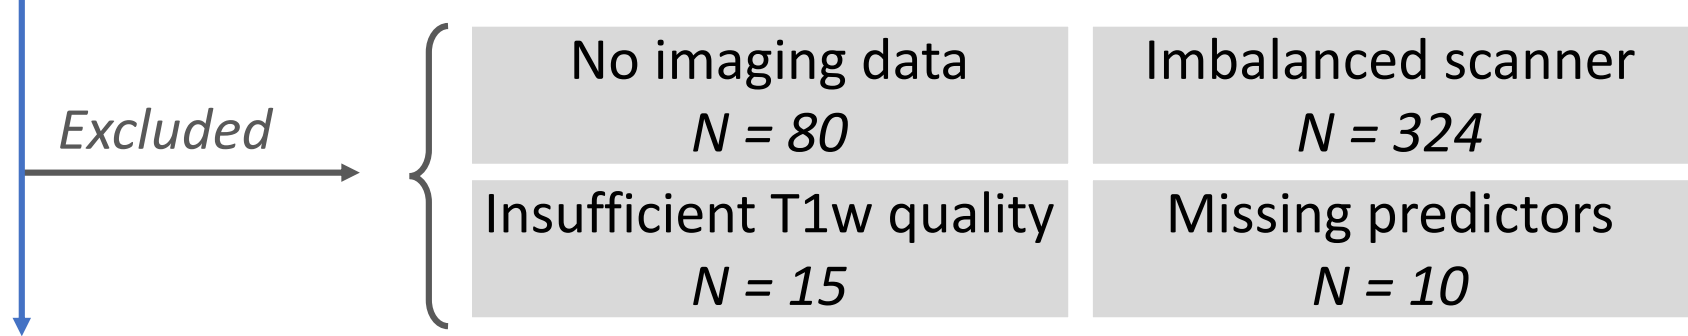 Excluded
No imaging data
N = 80
Imbalanced scanner
N = 324
Insufficient T1w quality
N = 15
Missing predictors
N = 10